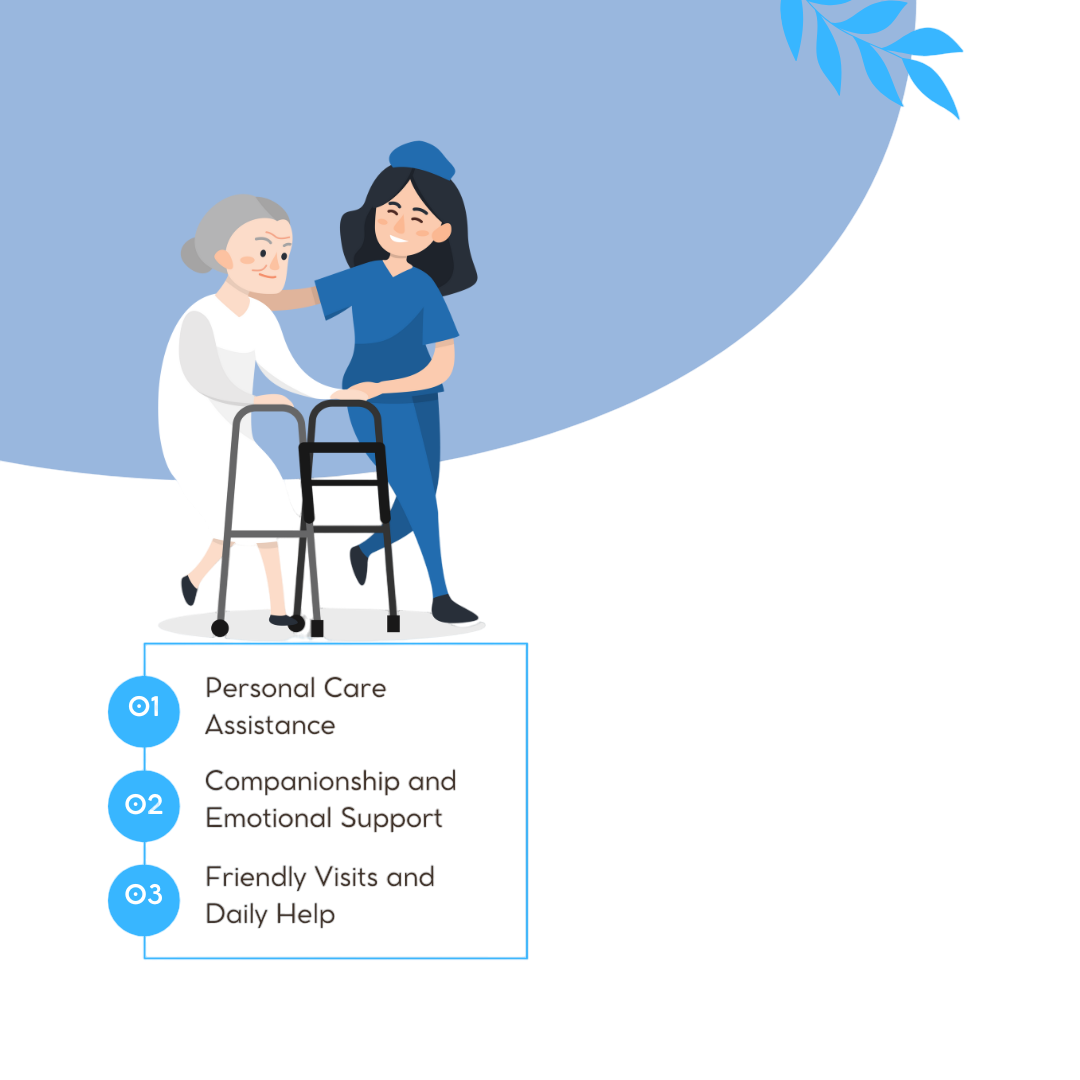 01
Personal Care
Assistance
02
Companionship and
Emotional Support
03
Friendly Visits and
Daily Help